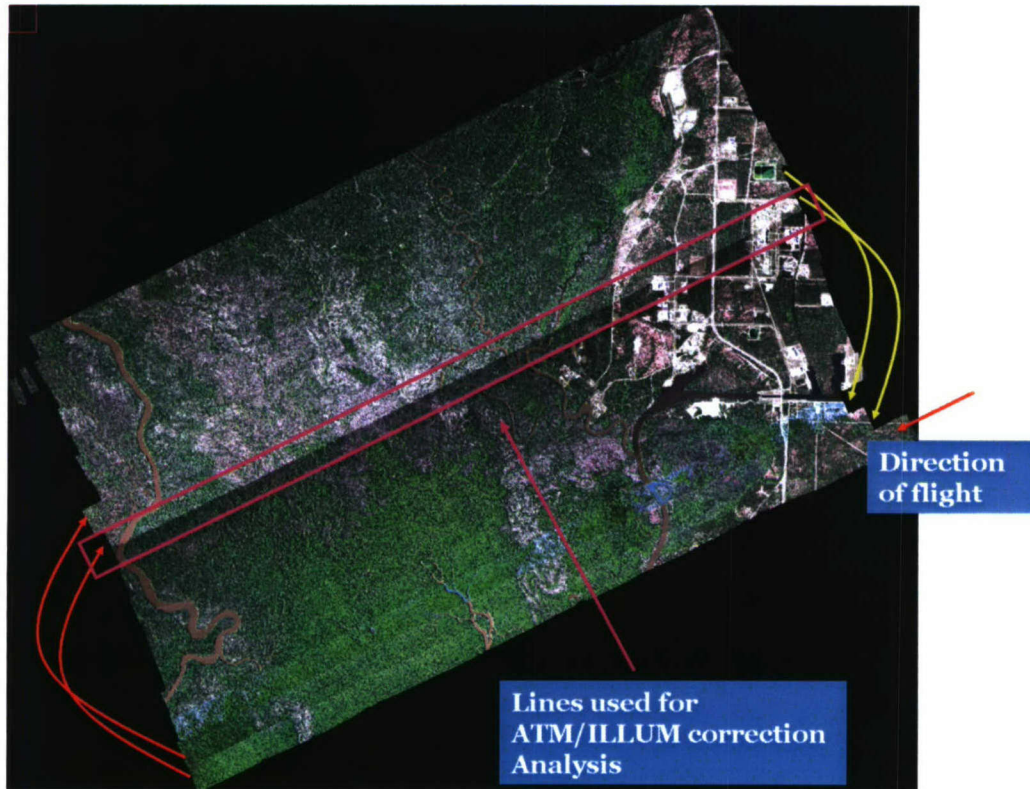 Direction
of flight
Lines used for
ATM/ILLUM correction
Analysis